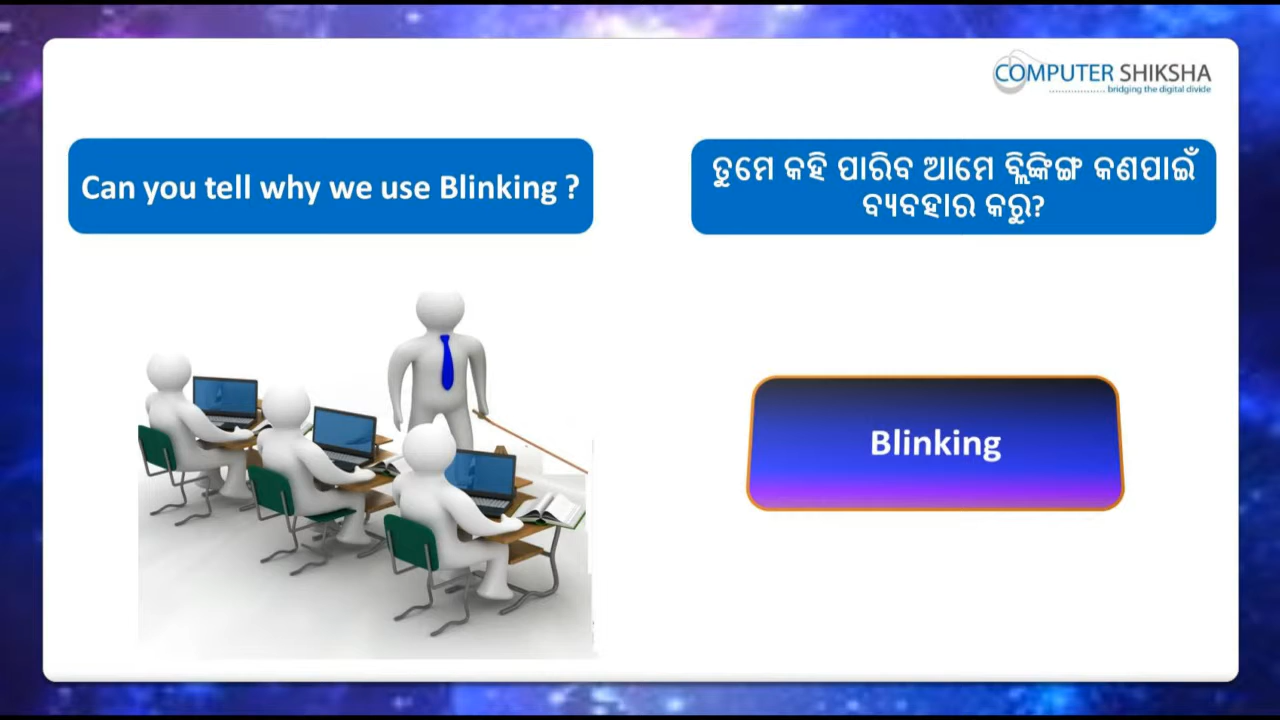 COMPUTER SHIKSHA
bridging the digital divide
Can you tell why we use Blinking ?
ତୁମେ କହି ପାରିବ ଆମେ ବ୍ଲିଙ୍କିଙ୍ଗ କଣପାଇଁ
ବ୍ୟବହାର କରୁ?
Blinking